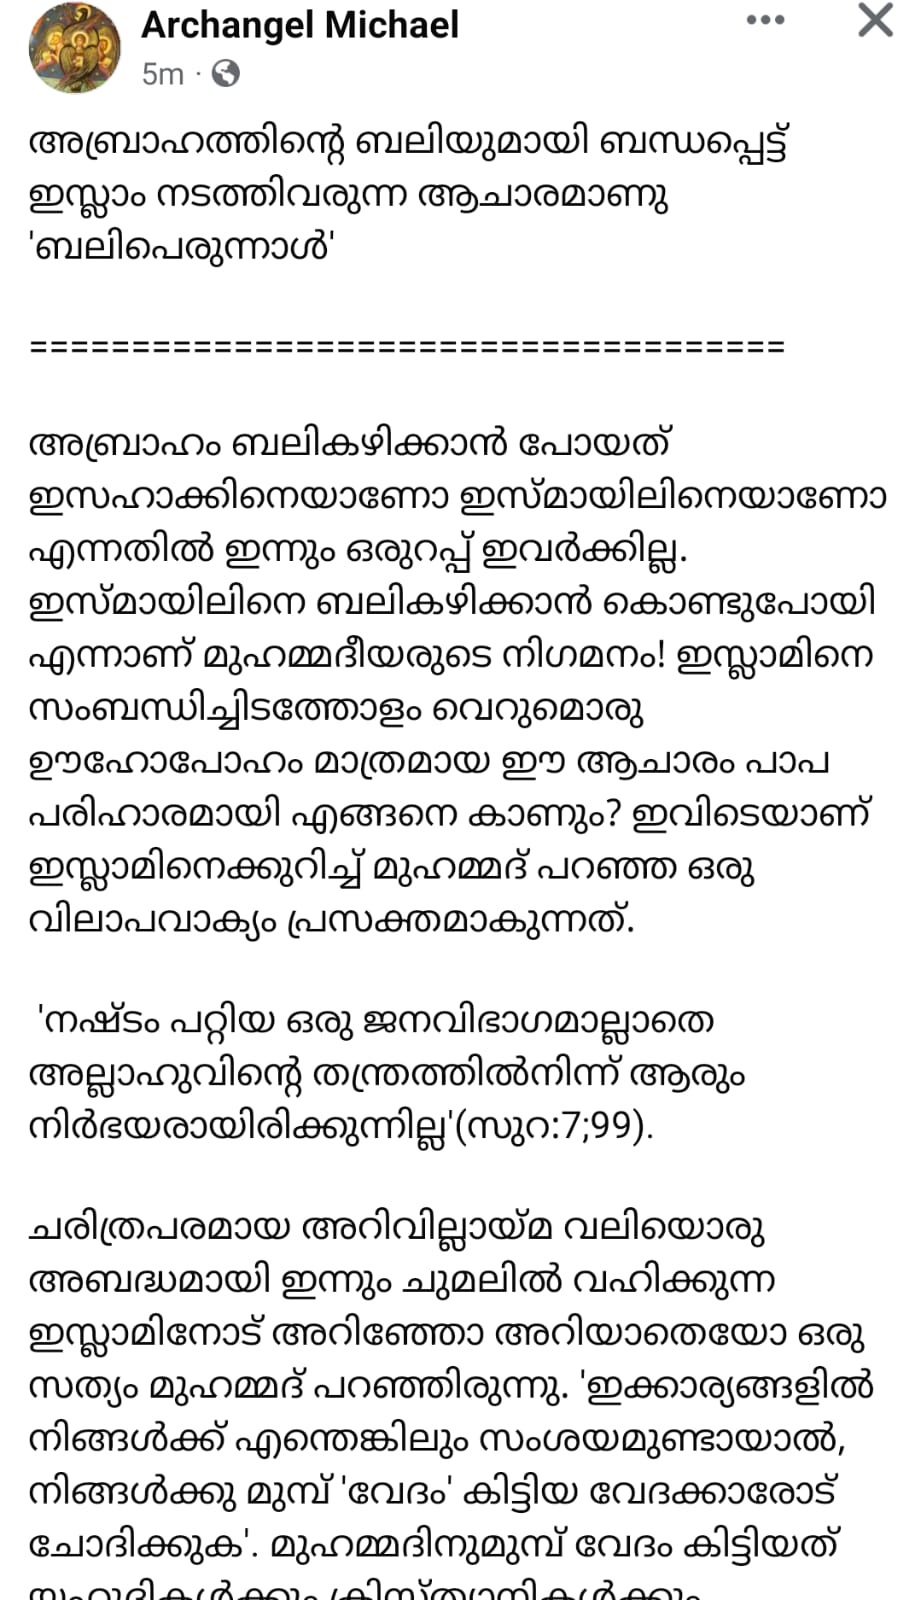 Archangel Michael
5m ·
അബ്രാഹത്തിന്റെ ബലിയുമായി ബന്ധപ്പെട്ട്
ഇസ്ലാം നടത്തിവരുന്ന ആചാരമാണു
'ബലിപെരുന്നാൾ'
=====================================
അബ്രാഹം ബലികഴിക്കാൻ പോയത്
ഇസഹാക്കിനെയാണോ ഇസ്മായിലിനെയാണോ
എന്നതിൽ ഇന്നും ഒരുറപ്പ് ഇവർക്കില്ല.
ഇസ്മായിലിനെ ബലികഴിക്കാൻ കൊണ്ടുപോയി
എന്നാണ് മുഹമ്മദീയരുടെ നിഗമനം! ഇസ്ലാമിനെ
സംബന്ധിച്ചിടത്തോളം വെറുമൊരു
ഊഹോപോഹം മാത്രമായ ഈ ആചാരം പാപ
പരിഹാരമായി എങ്ങനെ കാണും? ഇവിടെയാണ്
ഇസ്ലാമിനെക്കുറിച്ച് മുഹമ്മദ് പറഞ്ഞ ഒരു
വിലാപവാക്യം പ്രസക്തമാകുന്നത്.
'നഷ്ടം പറ്റിയ ഒരു ജനവിഭാഗമാല്ലാതെ
അല്ലാഹുവിന്റെ തന്ത്രത്തിൽനിന്ന് ആരും
നിർഭയരായിരിക്കുന്നില്ല'(സുറ:7;99).
ചരിത്രപരമായ അറിവില്ലായ്മ വലിയൊരു
അബദ്ധമായി ഇന്നും ചുമലിൽ വഹിക്കുന്ന
ഇസ്ലാമിനോട് അറിഞ്ഞോ അറിയാതെയോ ഒരു
സത്യം മുഹമ്മദ് പറഞ്ഞിരുന്നു. 'ഇക്കാര്യങ്ങളിൽ
നിങ്ങൾക്ക് എന്തെങ്കിലും സംശയമുണ്ടായാൽ,
നിങ്ങൾക്കു മുമ്പ് 'വേദം' കിട്ടിയ വേദക്കാരോട്
ചോദിക്കുക'. മുഹമ്മദിനുമുമ്പ് വേദം കിട്ടിയത്
യഹൂദികൾക്കും ക്രിസ്ത്യാനികൾക്കും